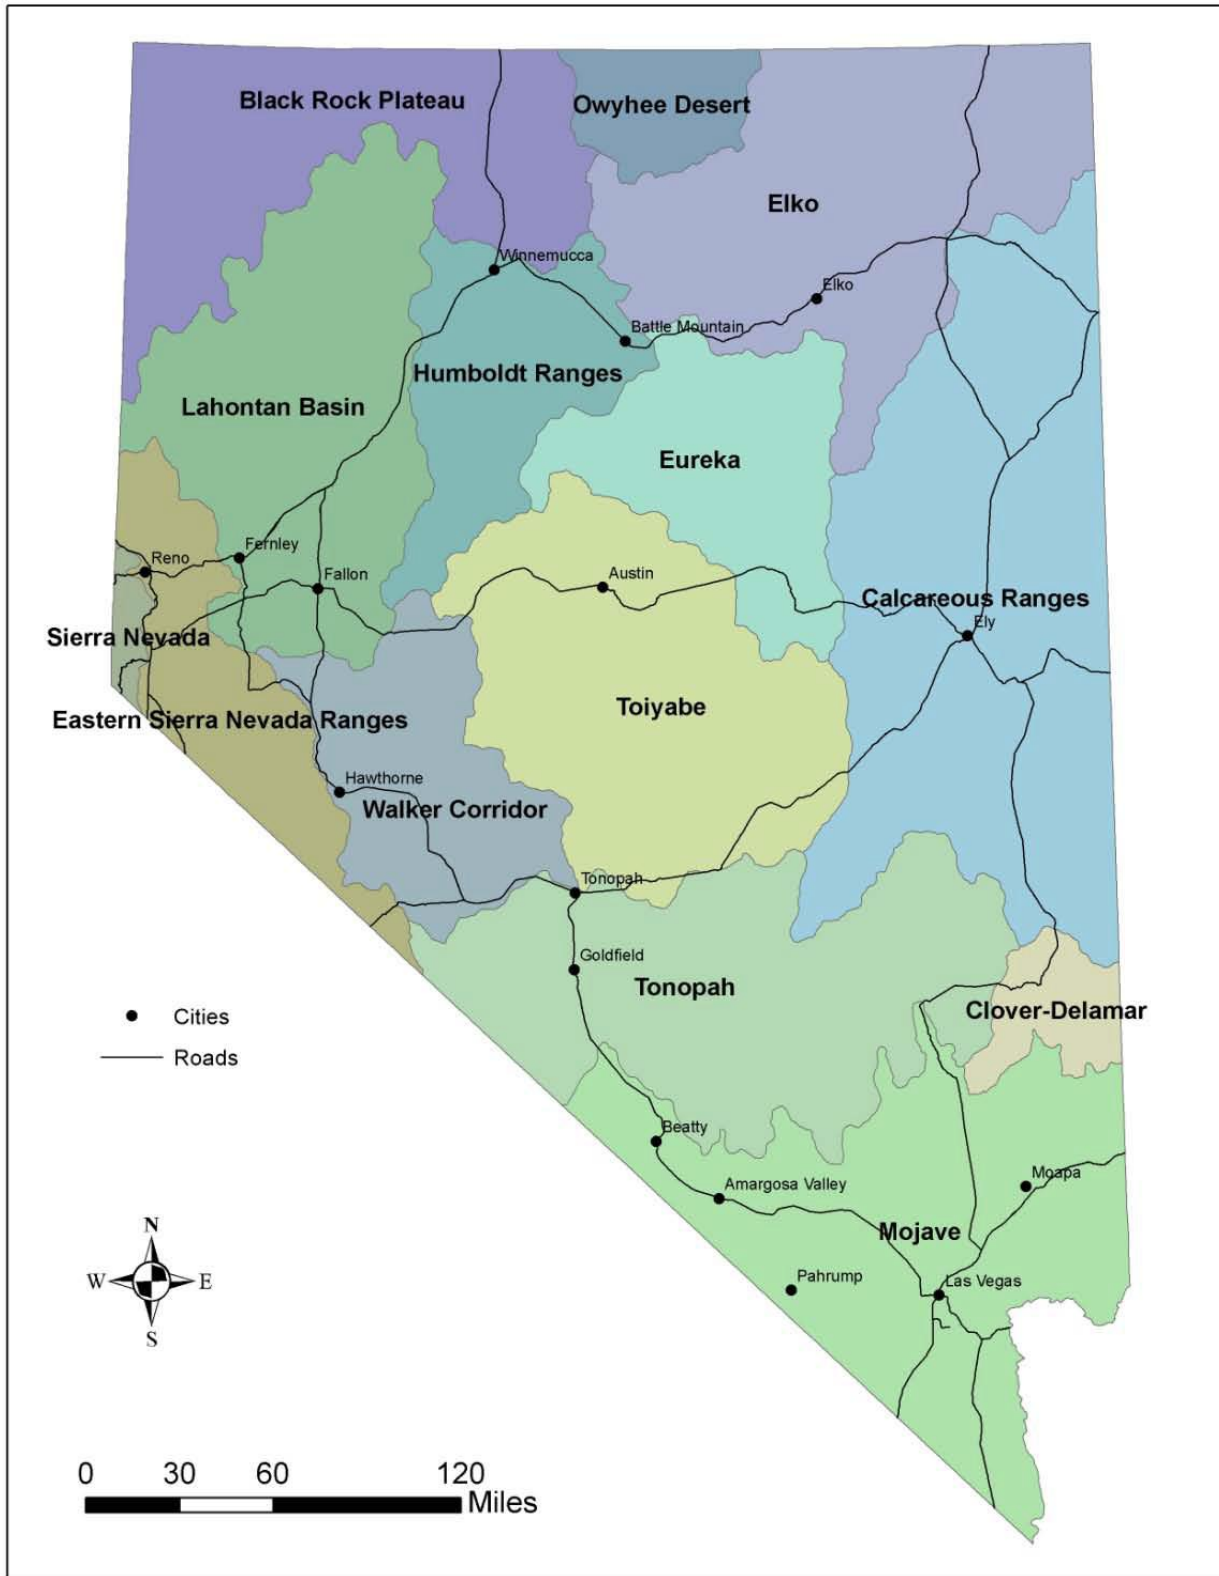 Black Rock Plateau
Owyhee Desert
Elko
Winnemucca
Elko
Battle Mountain
Humboldt Ranges
Lahontan Basin
Eureka
Fernley
Reno
Fallon
Austin
Calcareous Ranges
Ely
Sierra Nevada
Toiyabe
Eastern Sierra Nevada Ranges
Hawthorne
Walker Corridor
Tonopah
Goldfield
Tonopah
Clover-Delamar
Cities
Roads
Beatty
Moapa
Amargosa Valley
Mojave
N
W E
S
Pahrump
Las Vegas
0 30 60 120
Miles